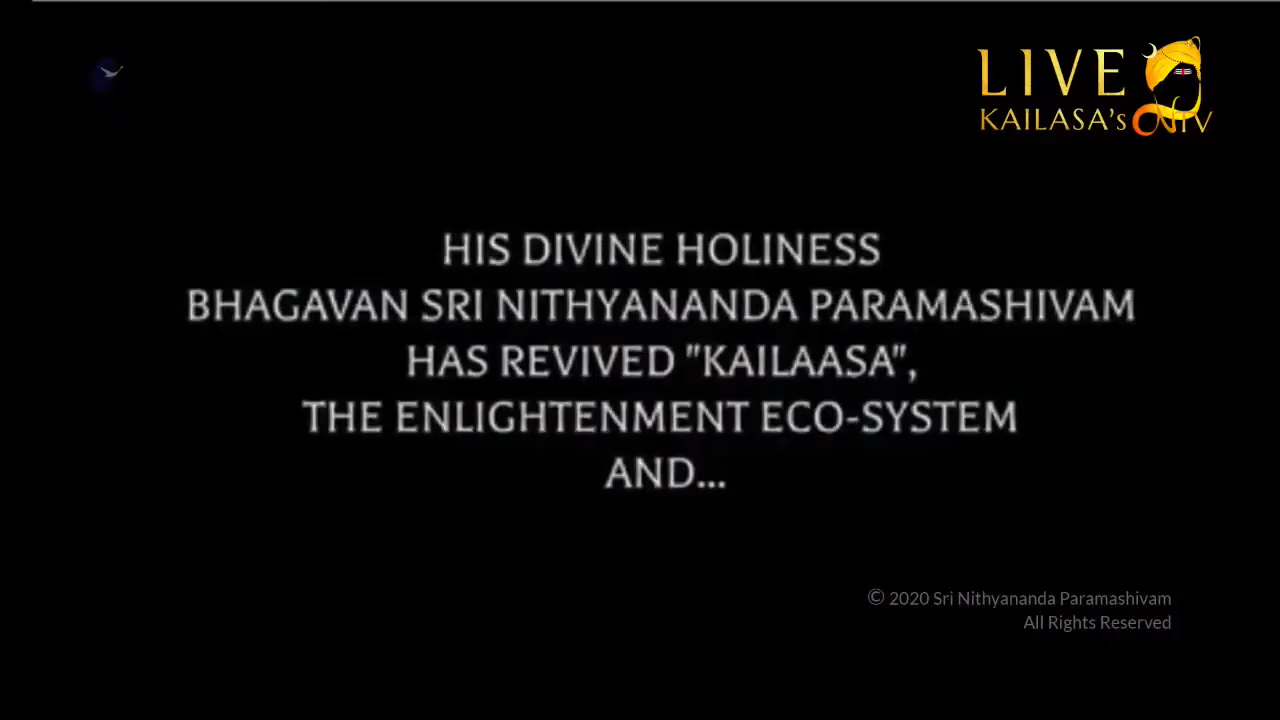 LIVE
KAILASA's NTV
HIS DIVINE HOLINESS
BHAGAVAN SRI NITHYANANDA PARAMASHIVAM
HAS REVIVED "KAILAASA",
THE ENLIGHTENMENT ECO-SYSTEM
AND...
© 2020 Sri Nithyananda Paramashivam
All Rights Reserved